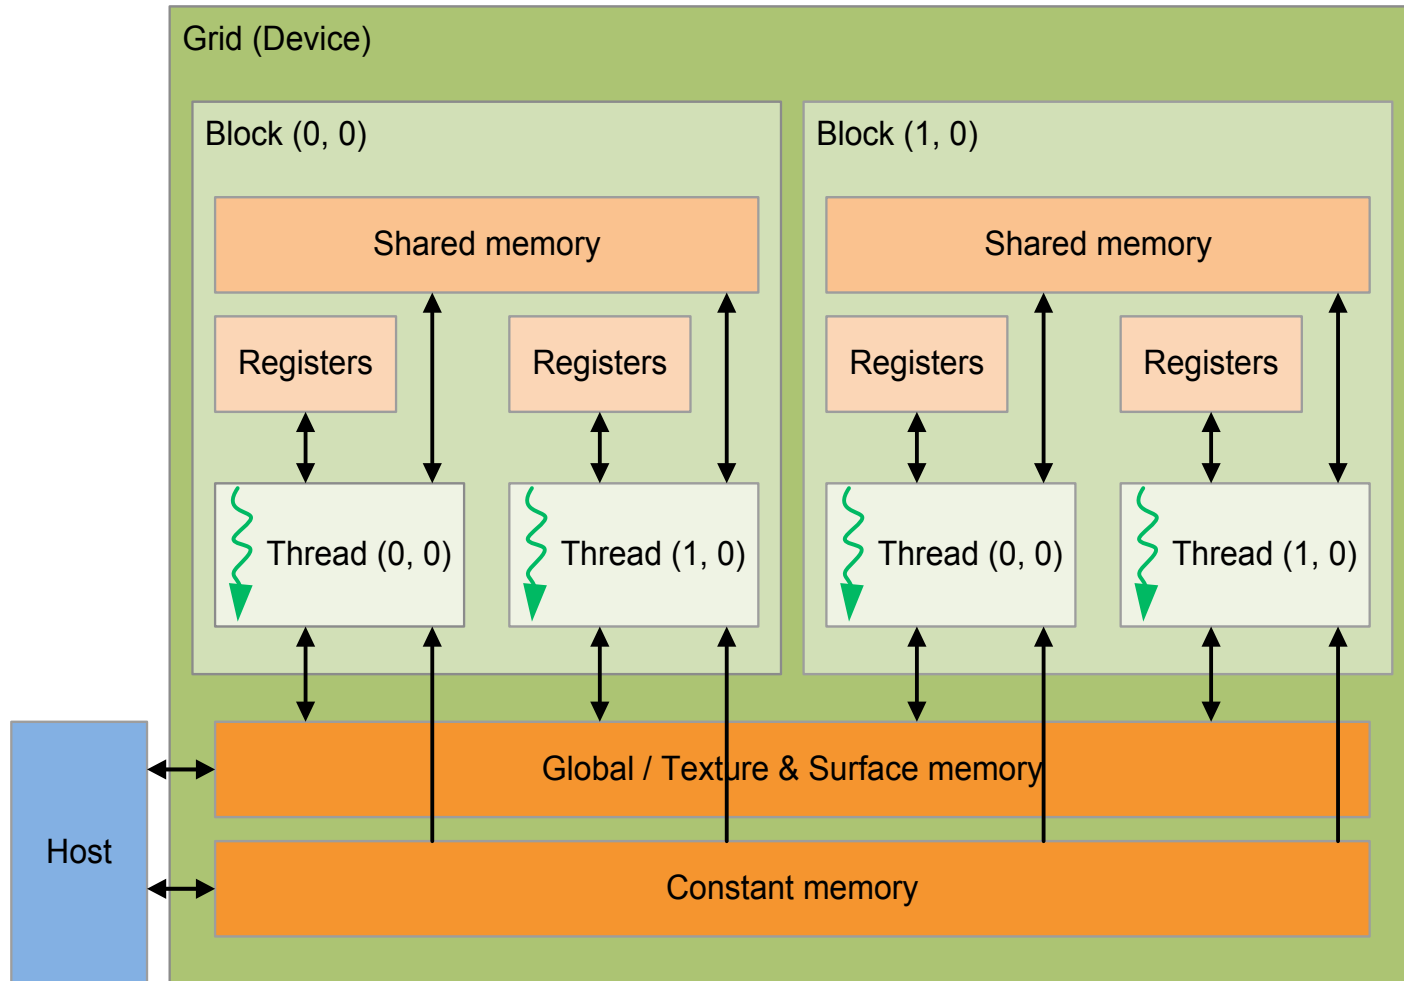 Grid (Device)
Block (0, 0)
Block (1, 0)
Shared memory
Shared memory
Registers
Registers
Registers
Registers
Thread (0, 0)
Thread (1, 0)
Thread (0, 0)
Thread (1, 0)
Global / Texture & Surface memory
Host
Constant memory